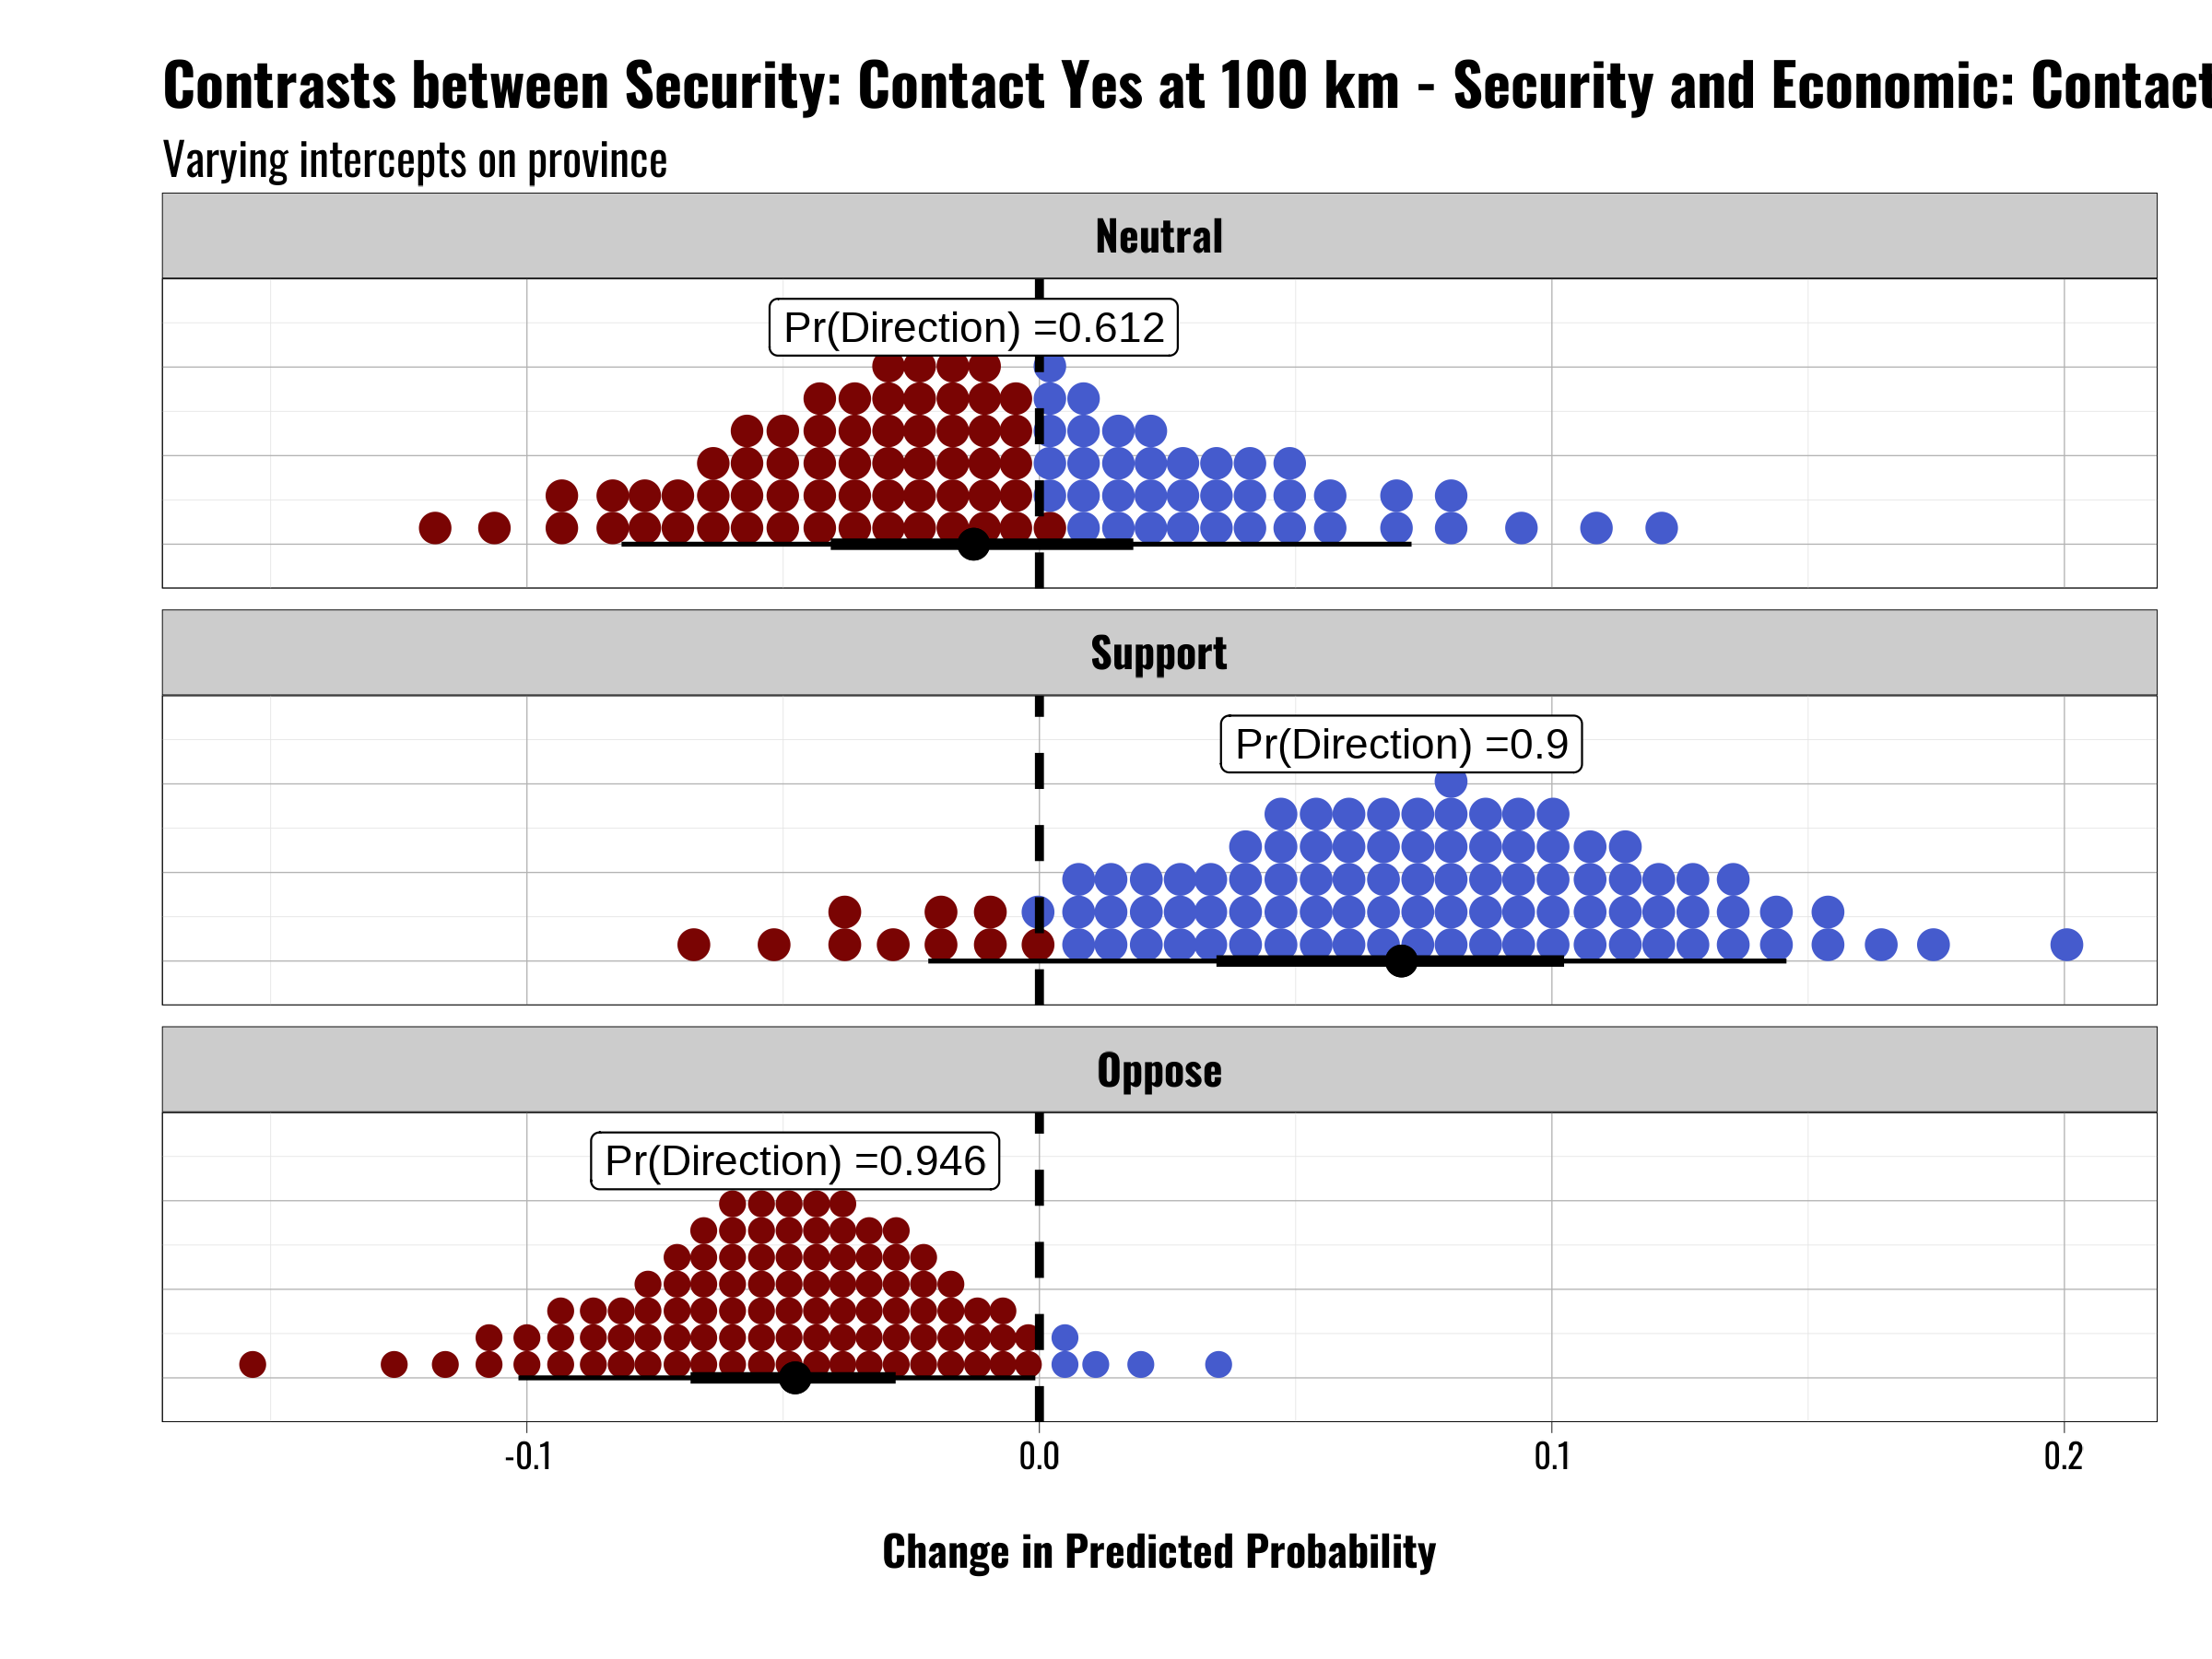 Contrasts between Security: Contact Yes at 100 km - Security and Economic: Contact
Varying intercepts on province
Neutral
Pr(Direction) =0.612
Support
Pr(Direction) =0.9
Oppose
Pr(Direction) =0.946
-0.1 0.0 0.1 0.2
Change in Predicted Probability